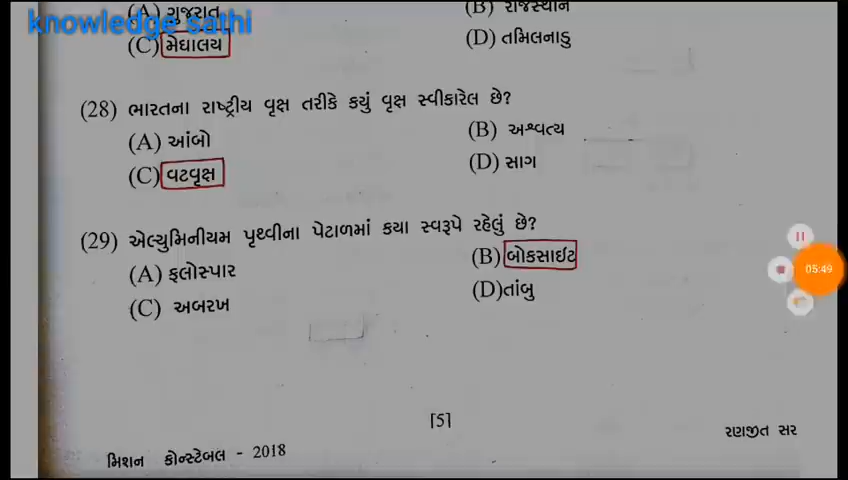 (A) ગુજરાત (B) રાજસ્થાન
knowledge sathi
(C) મેઘાલય (D) તમિલનાડુ
(28) ભારતના રાષ્ટ્રીય વૃક્ષ તરીકે કયું વૃક્ષ સ્વીકારેલ છે?
(A) આંબો (B) અશ્વત્ય
(C) વટવૃક્ષ (D) સાગ
(29) એલ્યુમિનીયમ પૃથ્વીના પેટાળમાં કયા સ્વરૂપે રહેલું છે?
(A) ફલોસ્પાર (B) બોકસાઈટ
(C) અબરખ (D)તાંબુ
05:49
[5]
મિશન કોન્સ્ટેબલ - 2018 રણજીત સર